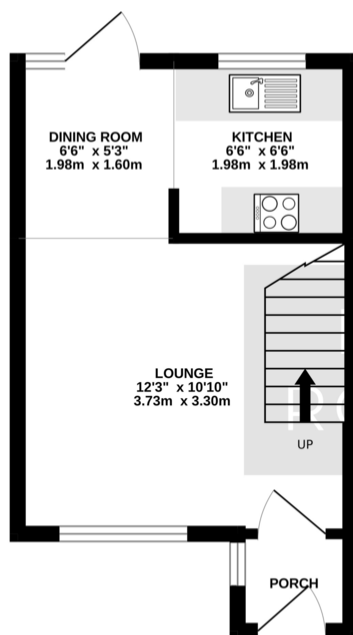 DINING ROOM
6'6" x 5'3"
1.98m x 1.60m
KITCHEN
6'6" x 6'6"
1.98m x 1.98m
LOUNGE
12'3" x 10'10"
3.73m x 3.30m
UP
PORCH